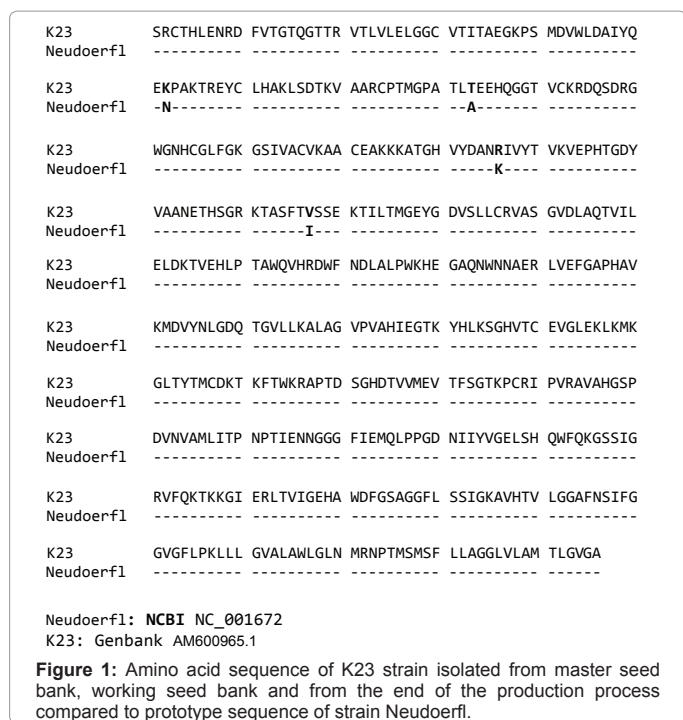 K23 SRCTHLENRD FVTGTQGTTR VTLVLELGGC VTITAEGKPS MDVWLDAIYQ
Neudoerfl ---------- ---------- ---------- ---------- ----------
K23 EKPAKTREYC LHAKLSDTKV AARCPTMGPA TLTEEHQGGT VCKRDQSDRG
Neudoerfl -N-------- ---------- ---------- --A------- ----------
K23 WGNHCGLFGK GSIVACVKAA CEAKKKATGH VYDANRIVYT VKVEPHTGDY
Neudoerfl ---------- ---------- ---------- -----K---- ----------
K23 VAANETHSGR KTASFTVSSE KTILTMGEYG DVSLLCRVAS GVDLAQTVIL
Neudoerfl ---------- ------I--- ---------- ---------- ----------
K23 ELDKTVEHLP TAWQVHRDWF NDLALPWKHE GAQNWNNAER LVEFGAPHAV
Neudoerfl ---------- ---------- ---------- ---------- ----------
K23 KMDVYNLGDQ TGVLLKALAG VPVAHIEGTK YHLKSGHVTC EVGLEKLKMK
Neudoerfl ---------- ---------- ---------- ---------- ----------
K23 GLTYTMCDKT KFTWKRAPTD SGHDTVVMEV TFSGTKPCRI PVRAVAHGSP
Neudoerfl ---------- ---------- ---------- ---------- ----------
K23 DVNVAMLITP NPTIENNGGG FIEMQLPPGD NIIYVGELSH QWFQKGSSIG
Neudoerfl ---------- ---------- ---------- ---------- ----------
K23 RVFQKTKKGI ERLTVIGEHA WDFGSAGGFL SSIGKAVHTV LGGAFNSIFG
Neudoerfl ---------- ---------- ---------- ---------- ----------
K23 GVGFLPKLLL GVALAWLGLN MRNPTMSMSF LLAGGLVLAM TLGVGA
Neudoerfl ---------- ---------- ---------- ---------- ------
Neudoerfl: NCBI NC_001672
K23: Genbank AM600965.1
Figure 1: Amino acid sequence of K23 strain isolated from master seed
bank, working seed bank and from the end of the production process
compared to prototype sequence of strain Neudoerfl.